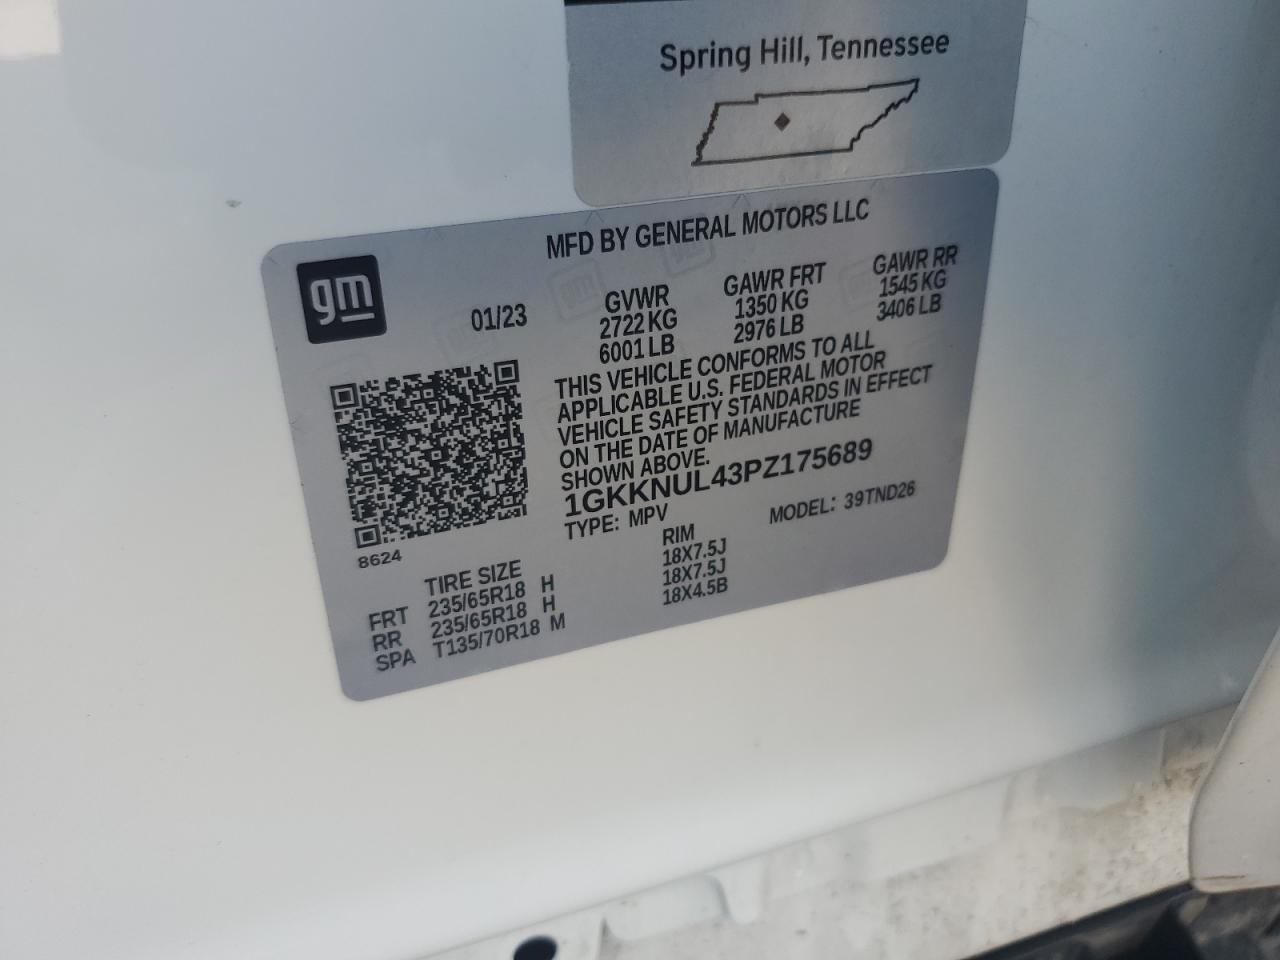 Spring Hill, Tennessee
MFD BY GENERAL MOTORS LLC
gm
01/23
GVWR
2722 KG
6001 LB
GAWR FRT
1350 KG
2976 LB
GAWR RR
1545 KG
3406 LB
THIS VEHICLE CONFORMS TO ALL
APPLICABLE U.S. FEDERAL MOTOR
VEHICLE SAFETY STANDARDS IN EFFECT
ON THE DATE OF MANUFACTURE
SHOWN ABOVE.
1GKKNUL43PZ175689
TYPE: MPV MODEL: 39TND26
8624
TIRE SIZE RIM
FRT 235/65R18 H 18X7.5J
RR 235/65R18 H 18X7.5J
SPA T135/70R18 M 18X4.5B